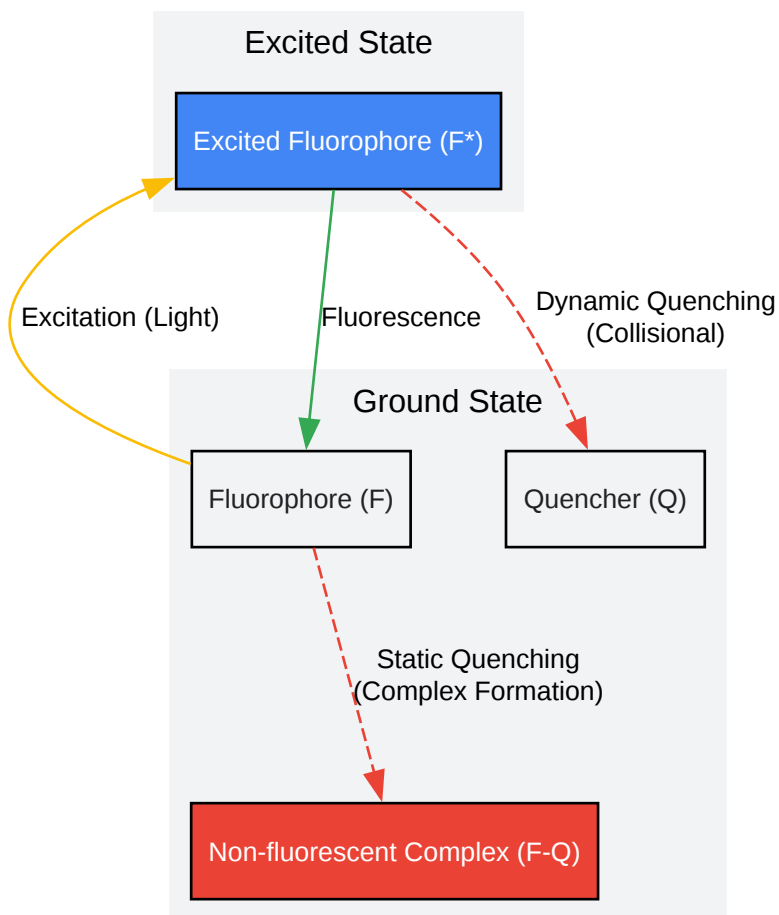 Excited State
Excited Fluorophore (F*)
Excitation (Light)
Fluorescence
Dynamic Quenching
(Collisional)
Ground State
Fluorophore (F)
Quencher (Q)
Static Quenching
(Complex Formation)
Non-fluorescent Complex (F-Q)